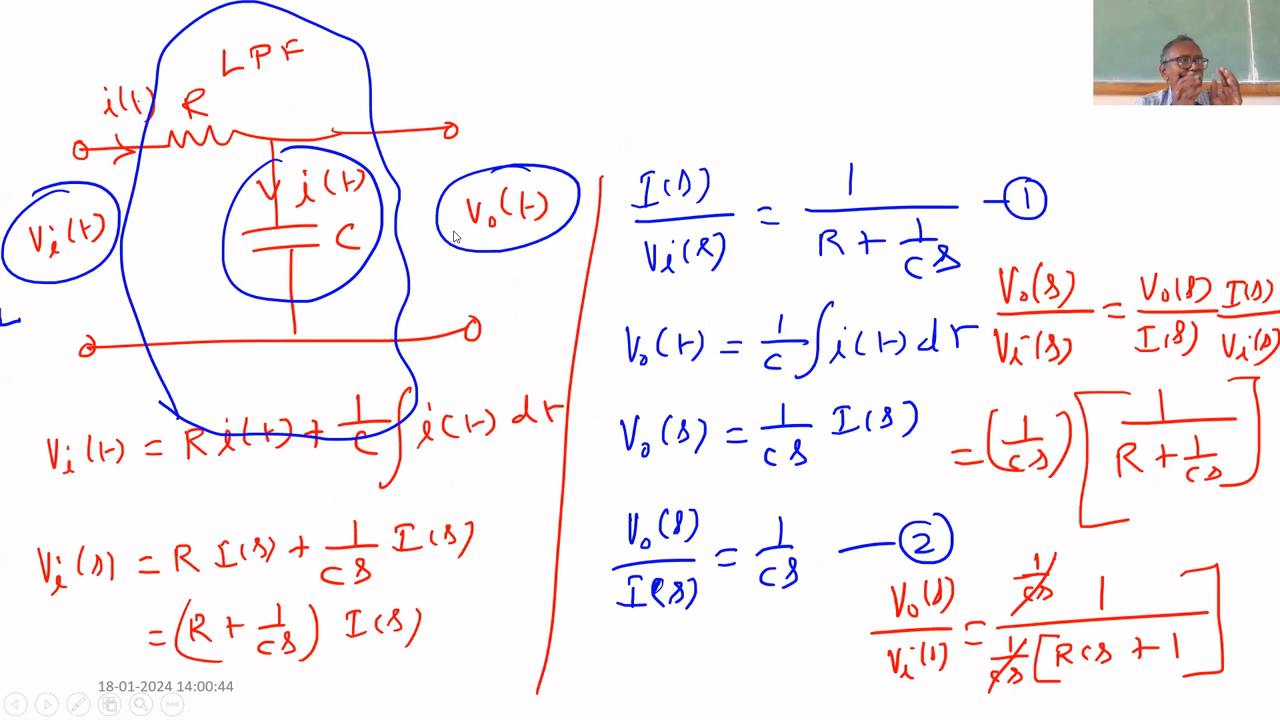 LPF
i(t) R
i(t)
Vi(t)
C
Vo(t)
Vi(t) = R i(t) + 1/C ∫ i(t) dt
Vi(s) = R I(s) + 1/Cs I(s)
= (R + 1/Cs) I(s)
I(s)/Vi(s) = 1/(R + 1/Cs) — ①
Vo(t) = 1/C ∫ i(t) dt
Vo(s) = 1/Cs I(s)
Vo(s)/I(s) = 1/Cs — ②
Vo(s)/Vi(s) = Vo(s)/I(s) I(s)/Vi(s)
= (1/Cs) [1/(R + 1/Cs)]
Vo(s)/Vi(s) = 1/Cs 1 / 1/Cs [RCs + 1]
18-01-2024 14:00:44